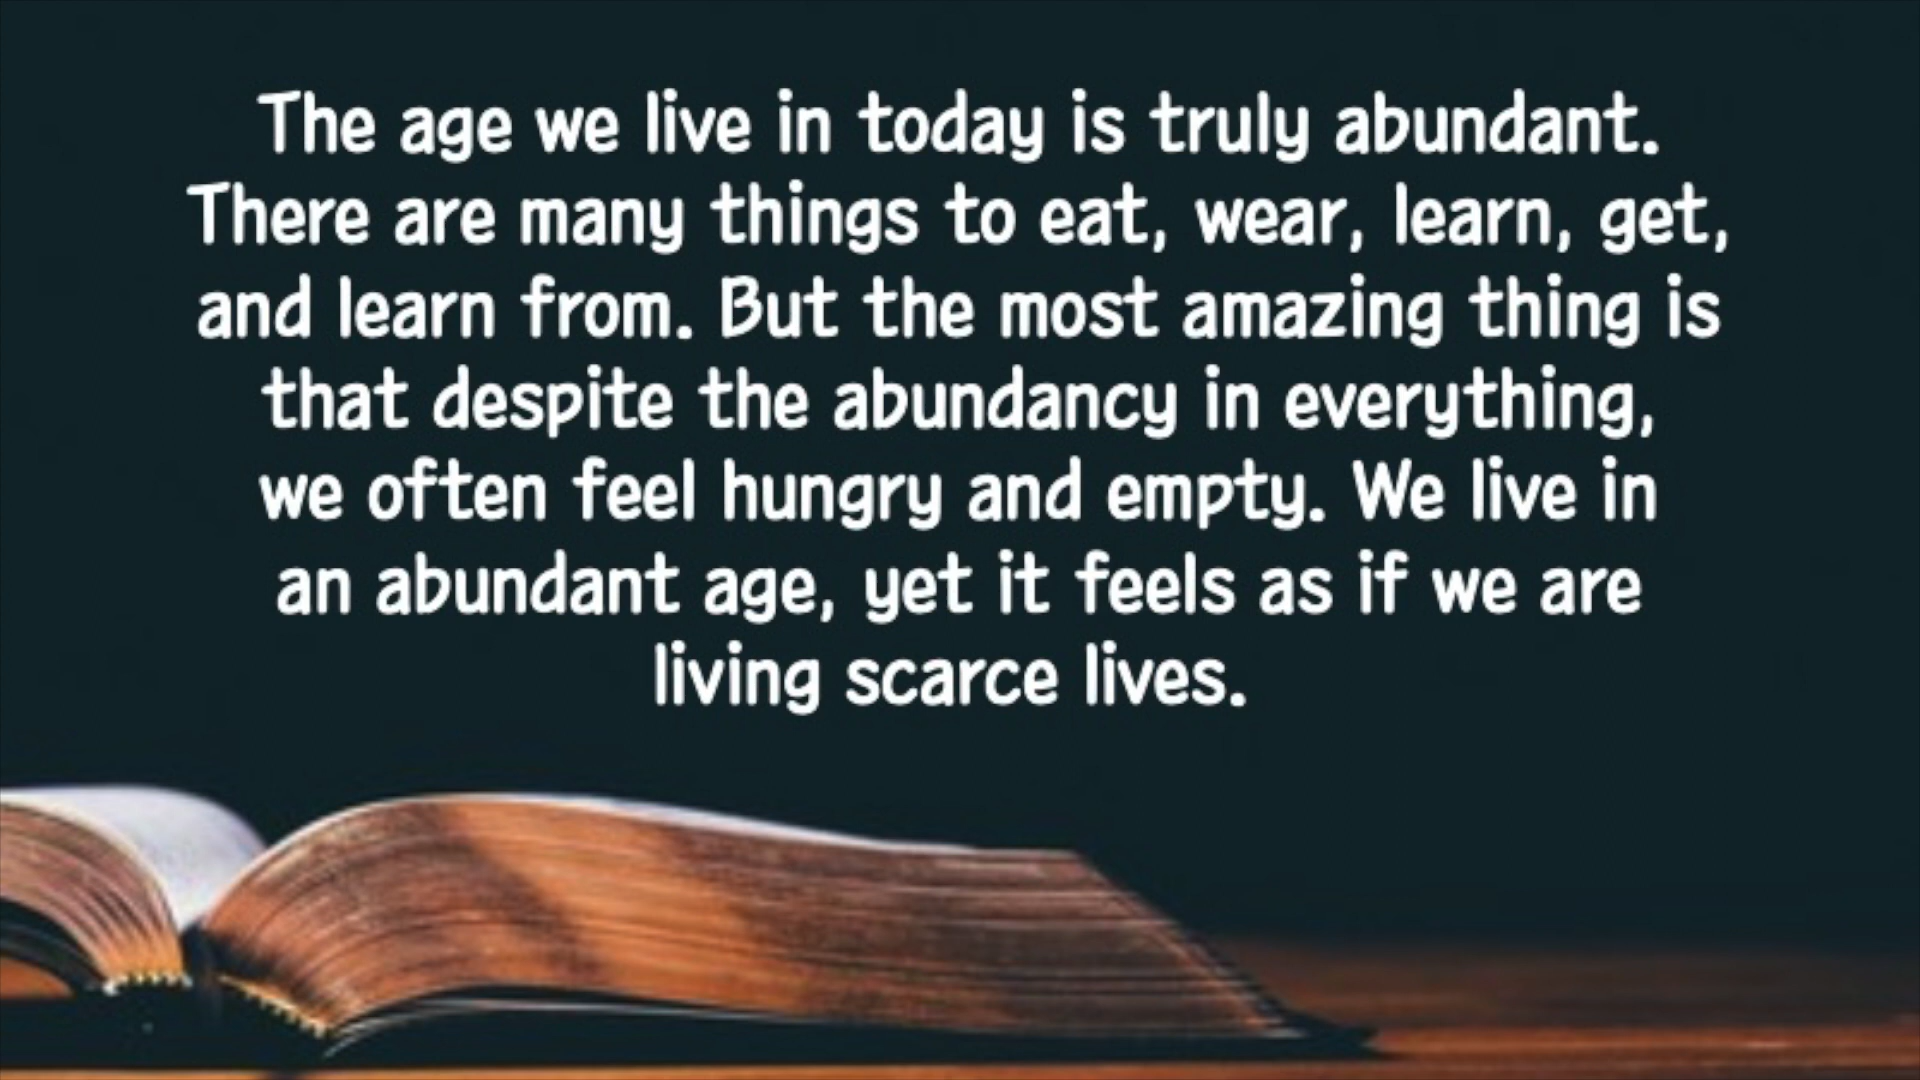 The age we live in today is truly abundant.
There are many things to eat, wear, learn, get,
and learn from. But the most amazing thing is
that despite the abundancy in everything,
we often feel hungry and empty. We live in
an abundant age, yet it feels as if we are
living scarce lives.